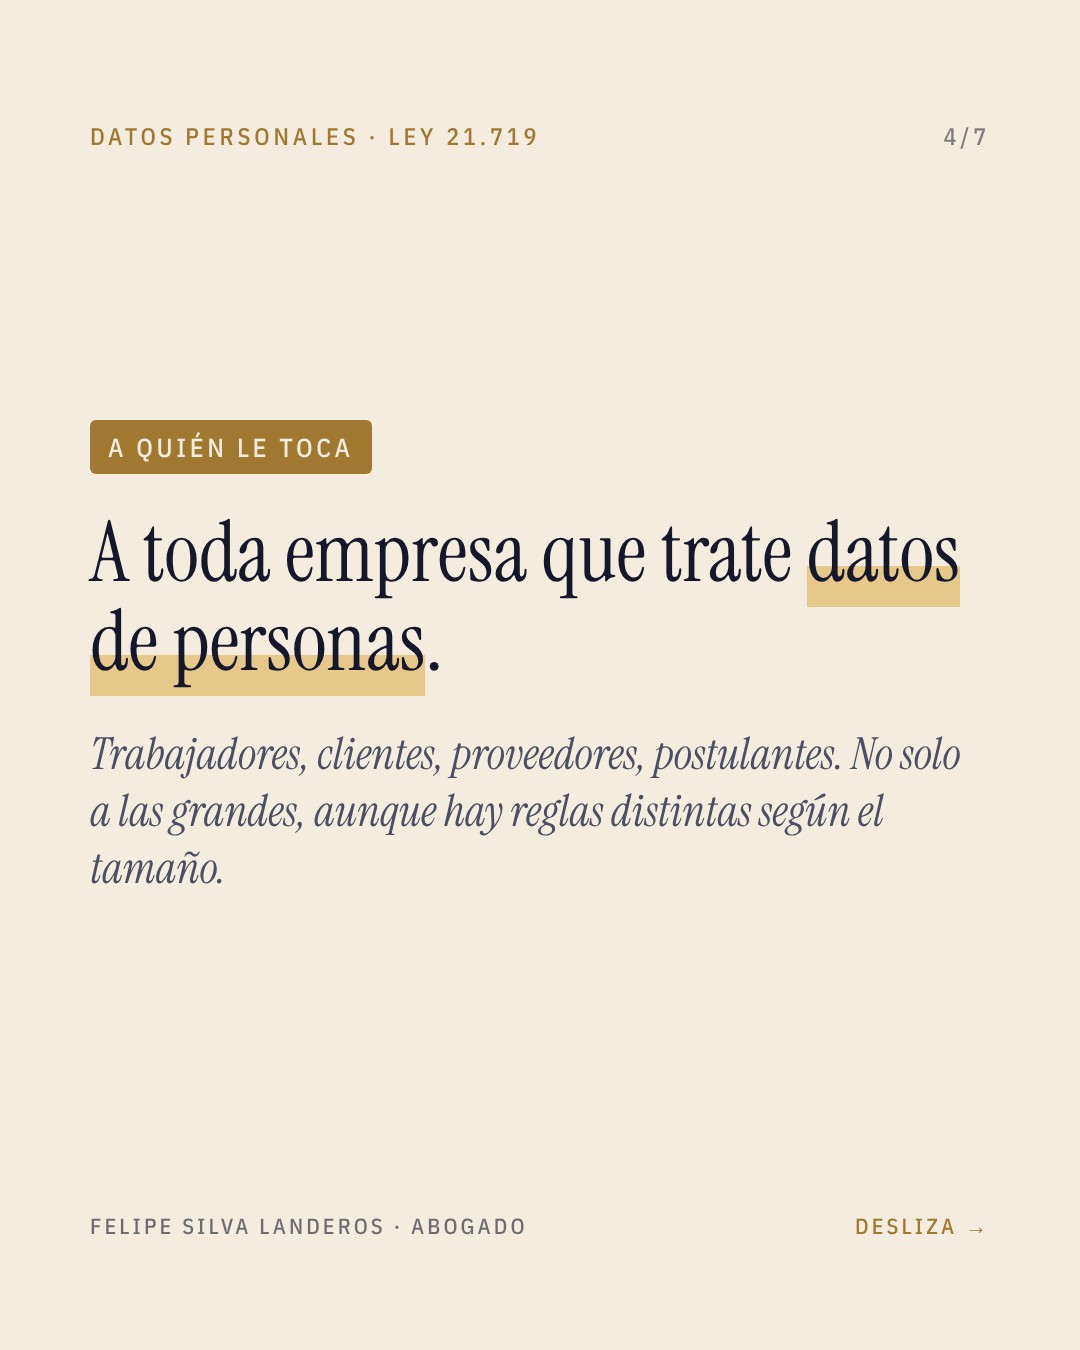 DATOS PERSONALES · LEY 21.719
4/7
A QUIÉN LE TOCA
A toda empresa que trate datos
de personas.
Trabajadores, clientes, proveedores, postulantes. No solo
a las grandes, aunque hay reglas distintas según el
tamaño.
FELIPE SILVA LANDEROS · ABOGADO
DESLIZA →